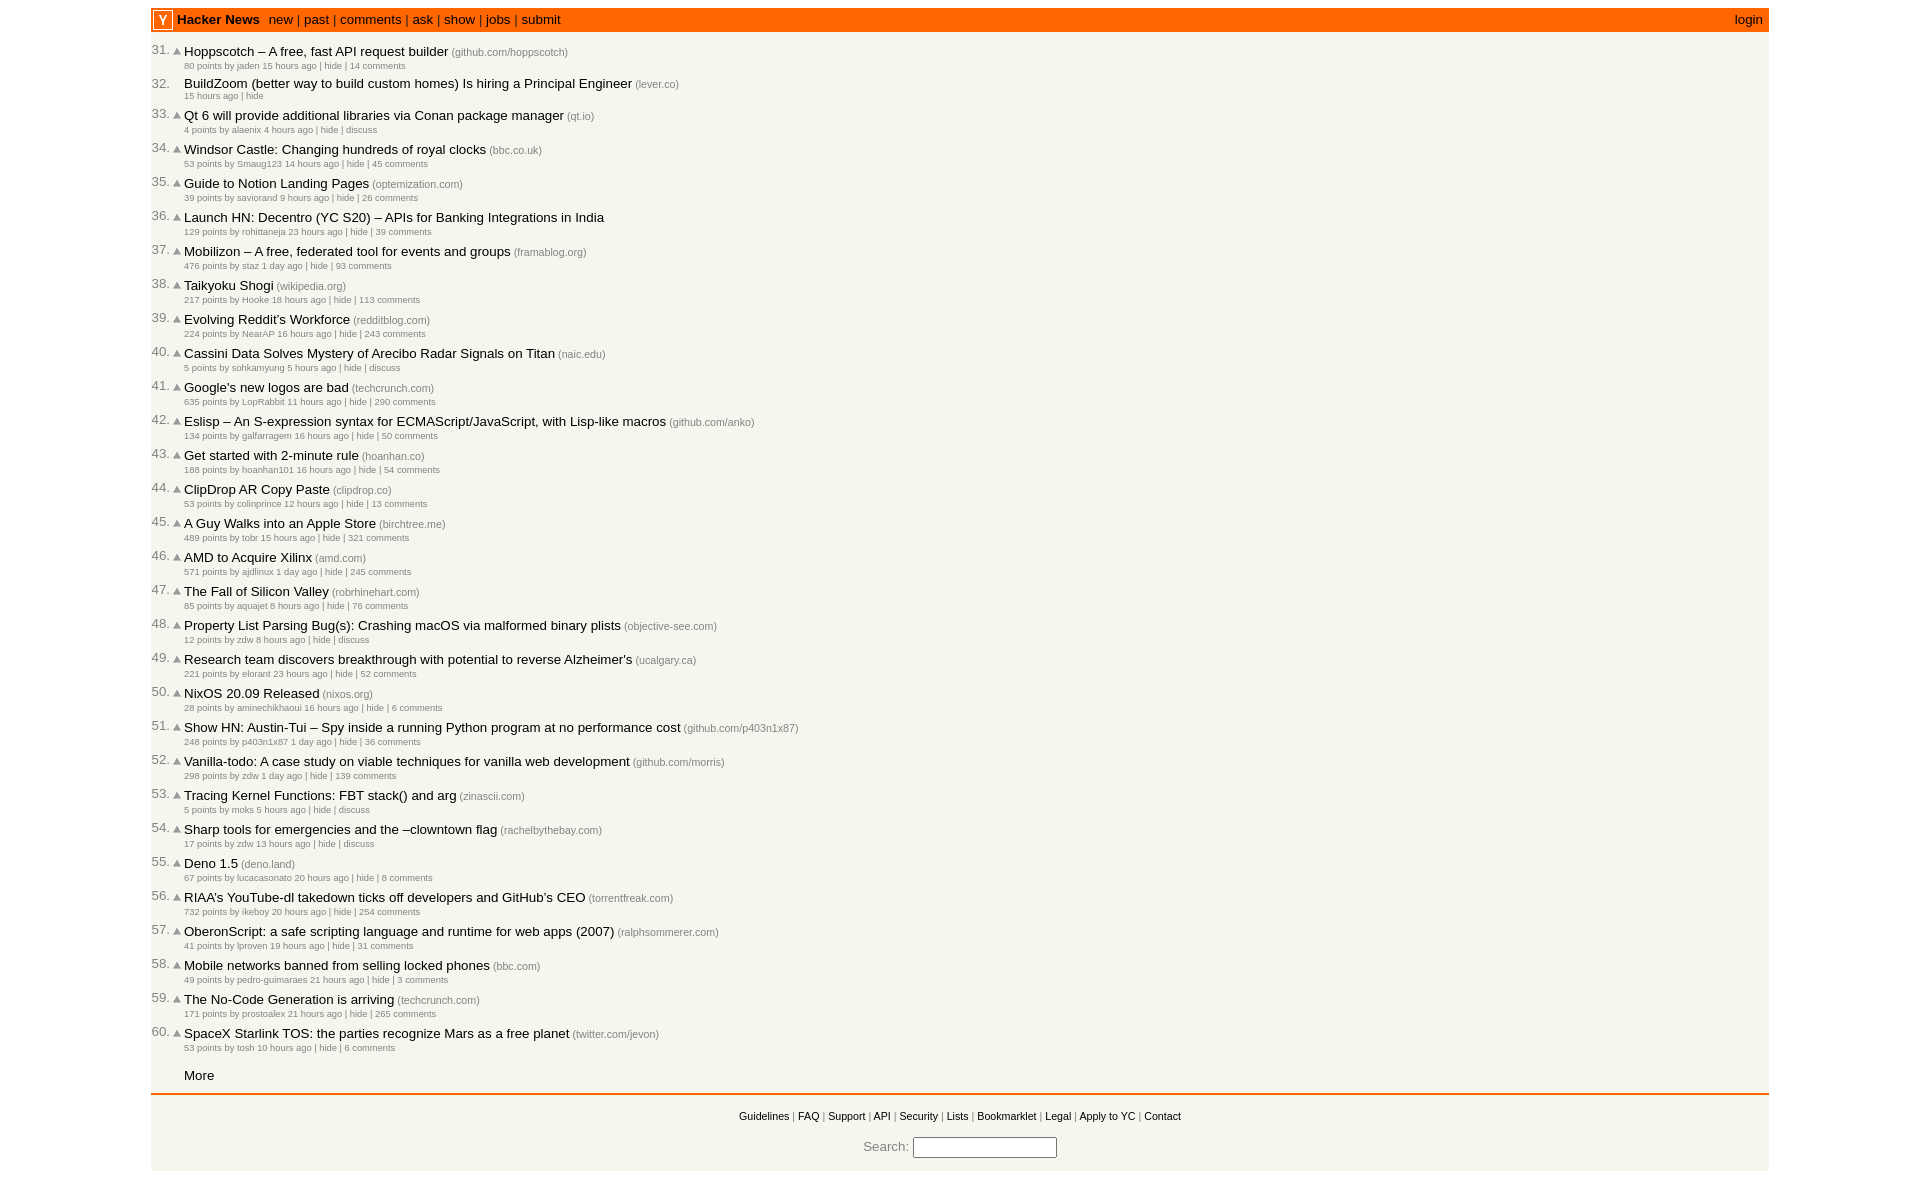 Y Hacker News new | past | comments | ask | show | jobs | submit login
31. Hoppscotch – A free, fast API request builder (github.com/hoppscotch)
80 points by jaden 15 hours ago | hide | 14 comments
32. BuildZoom (better way to build custom homes) Is hiring a Principal Engineer (lever.co)
15 hours ago | hide
33. Qt 6 will provide additional libraries via Conan package manager (qt.io)
4 points by alaenix 4 hours ago | hide | discuss
34. Windsor Castle: Changing hundreds of royal clocks (bbc.co.uk)
53 points by Smaug123 14 hours ago | hide | 45 comments
35. Guide to Notion Landing Pages (optemization.com)
39 points by saviorand 9 hours ago | hide | 26 comments
36. Launch HN: Decentro (YC S20) – APIs for Banking Integrations in India
129 points by rohittaneja 23 hours ago | hide | 39 comments
37. Mobilizon – A free, federated tool for events and groups (framablog.org)
476 points by staz 1 day ago | hide | 93 comments
38. Taikyoku Shogi (wikipedia.org)
217 points by Hooke 18 hours ago | hide | 113 comments
39. Evolving Reddit's Workforce (redditblog.com)
224 points by NearAP 16 hours ago | hide | 243 comments
40. Cassini Data Solves Mystery of Arecibo Radar Signals on Titan (naic.edu)
5 points by sohkamyung 5 hours ago | hide | discuss
41. Google's new logos are bad (techcrunch.com)
635 points by LopRabbit 11 hours ago | hide | 290 comments
42. Eslisp – An S-expression syntax for ECMAScript/JavaScript, with Lisp-like macros (github.com/anko)
134 points by galfarragem 16 hours ago | hide | 50 comments
43. Get started with 2-minute rule (hoanhan.co)
188 points by hoanhan101 16 hours ago | hide | 54 comments
44. ClipDrop AR Copy Paste (clipdrop.co)
53 points by colinprince 12 hours ago | hide | 13 comments
45. A Guy Walks into an Apple Store (birchtree.me)
489 points by tobr 15 hours ago | hide | 321 comments
46. AMD to Acquire Xilinx (amd.com)
571 points by ajdlinux 1 day ago | hide | 245 comments
47. The Fall of Silicon Valley (robrhinehart.com)
85 points by aquajet 8 hours ago | hide | 76 comments
48. Property List Parsing Bug(s): Crashing macOS via malformed binary plists (objective-see.com)
12 points by zdw 8 hours ago | hide | discuss
49. Research team discovers breakthrough with potential to reverse Alzheimer's (ucalgary.ca)
221 points by elorant 23 hours ago | hide | 52 comments
50. NixOS 20.09 Released (nixos.org)
28 points by aminechikhaoui 16 hours ago | hide | 6 comments
51. Show HN: Austin-Tui – Spy inside a running Python program at no performance cost (github.com/p403n1x87)
248 points by p403n1x87 1 day ago | hide | 36 comments
52. Vanilla-todo: A case study on viable techniques for vanilla web development (github.com/morris)
298 points by zdw 1 day ago | hide | 139 comments
53. Tracing Kernel Functions: FBT stack() and arg (zinascii.com)
5 points by moks 5 hours ago | hide | discuss
54. Sharp tools for emergencies and the –clowntown flag (rachelbythebay.com)
17 points by zdw 13 hours ago | hide | discuss
55. Deno 1.5 (deno.land)
67 points by lucacasonato 20 hours ago | hide | 8 comments
56. RIAA's YouTube-dl takedown ticks off developers and GitHub's CEO (torrentfreak.com)
732 points by ikeboy 20 hours ago | hide | 254 comments
57. OberonScript: a safe scripting language and runtime for web apps (2007) (ralphsommerer.com)
41 points by lproven 19 hours ago | hide | 31 comments
58. Mobile networks banned from selling locked phones (bbc.com)
49 points by pedro-guimaraes 21 hours ago | hide | 3 comments
59. The No-Code Generation is arriving (techcrunch.com)
171 points by prostoalex 21 hours ago | hide | 265 comments
60. SpaceX Starlink TOS: the parties recognize Mars as a free planet (twitter.com/jevon)
53 points by tosh 10 hours ago | hide | 6 comments
More
Guidelines | FAQ | Support | API | Security | Lists | Bookmarklet | Legal | Apply to YC | Contact
Search: